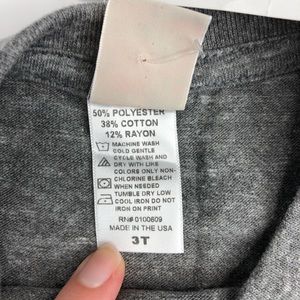 50% POLYESTER
38% COTTON
12% RAYON
MACHINE WASH
COLD GENTLE
CYCLE WASH AND
DRY WITH LIKE
COLORS ONLY NON-
CHLORINE BLEACH
WHEN NEEDED
TUMBLE DRY LOW
COOL IRON DO NOT
IRON ON PRINT
RN# 0100609
MADE IN THE USA
3T